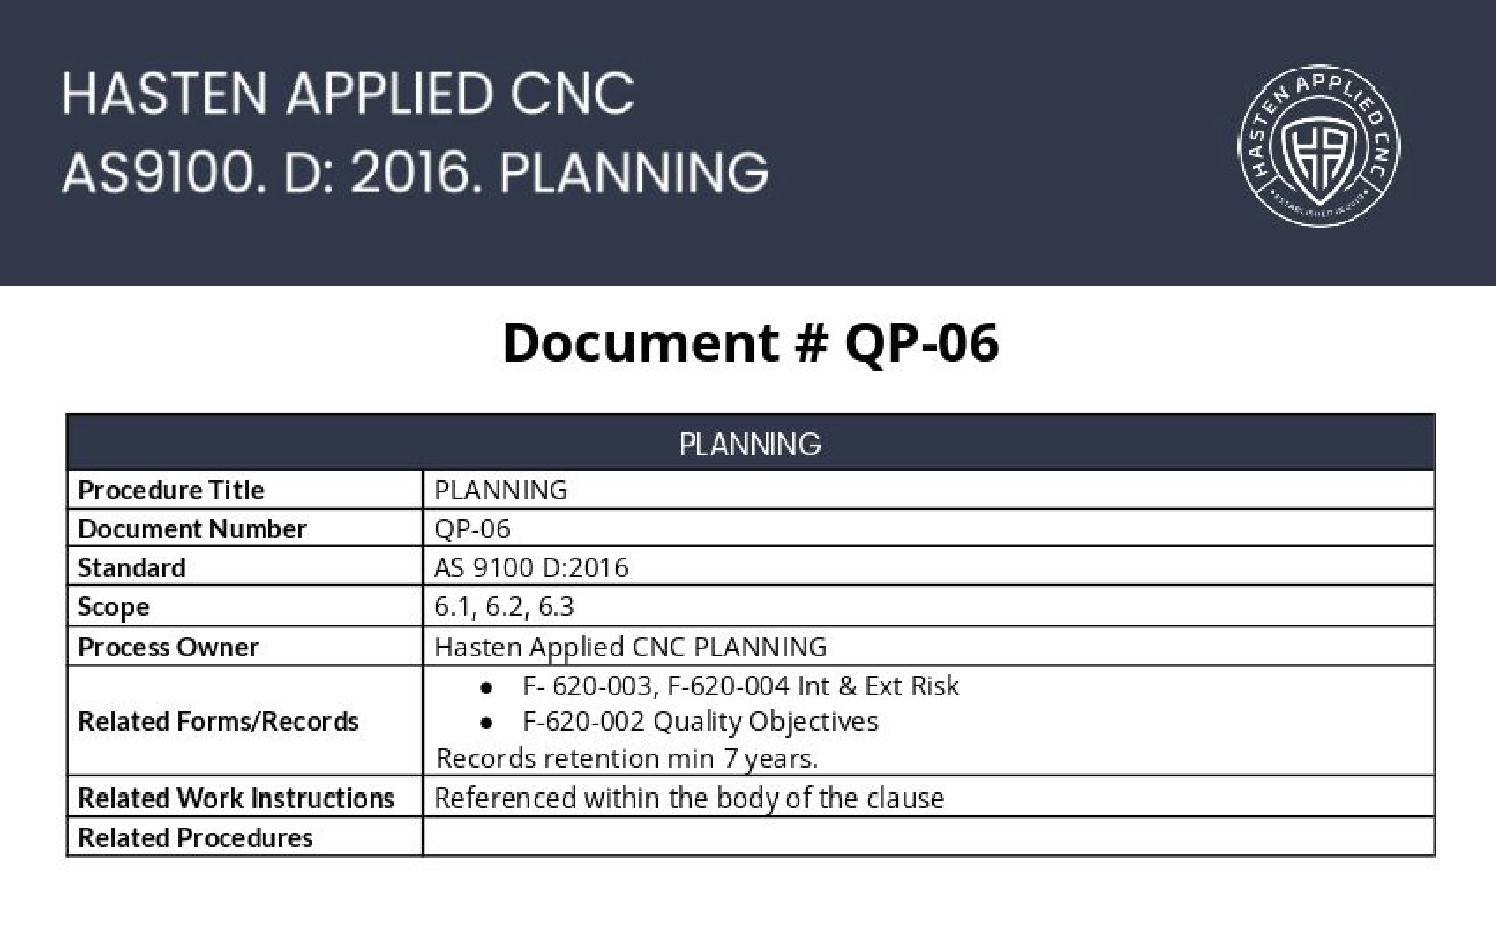 HASTEN APPLIED CNC
AS9100. D: 2016. PLANNING
HASTEN APPLIED CNC
Document # QP-06
PLANNING
Procedure Title PLANNING
Document Number QP-06
Standard AS 9100 D:2016
Scope 6.1, 6.2, 6.3
Process Owner Hasten Applied CNC PLANNING
Related Forms/Records
● F- 620-003, F-620-004 Int & Ext Risk
● F-620-002 Quality Objectives
Records retention min 7 years.
Related Work Instructions Referenced within the body of the clause
Related Procedures